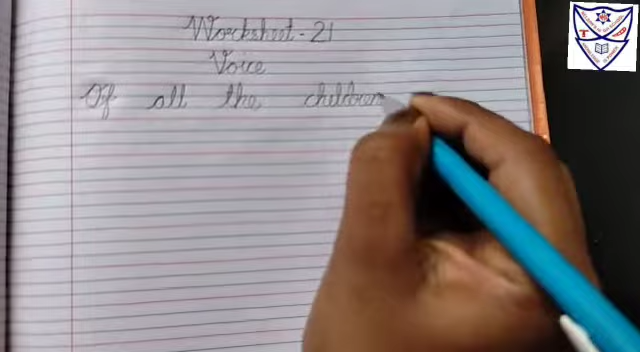 Worksheet - 21
Voice
Of all the children